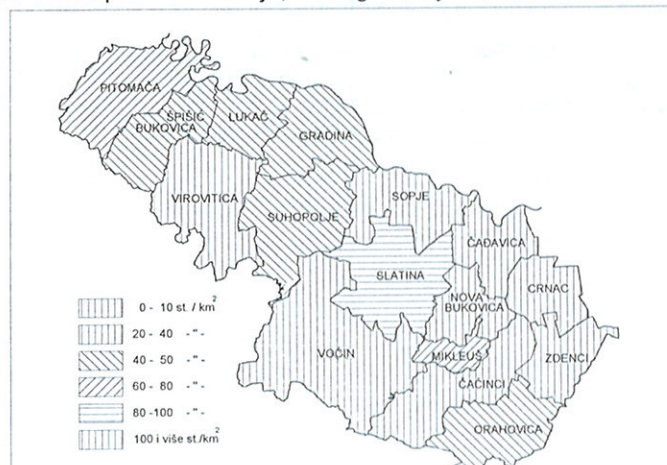 PITOMAČA
ŠPIŠIĆ
BUKOVICA
LUKAČ
GRADINA
VIROVITICA
SUHOPOLJE
SOPJE
ČAĐAVICA
SLATINA
NOVA
BUKOVICA
CRNAC
VOĆIN
MIKLEUŠ
ZDENCI
ČAČINCI
ORAHOVICA
0 - 10 st. / km²
20 - 40 -"-
40 - 50 -"-
60 - 80 -"-
80 -100 -"-
100 i više st./km²